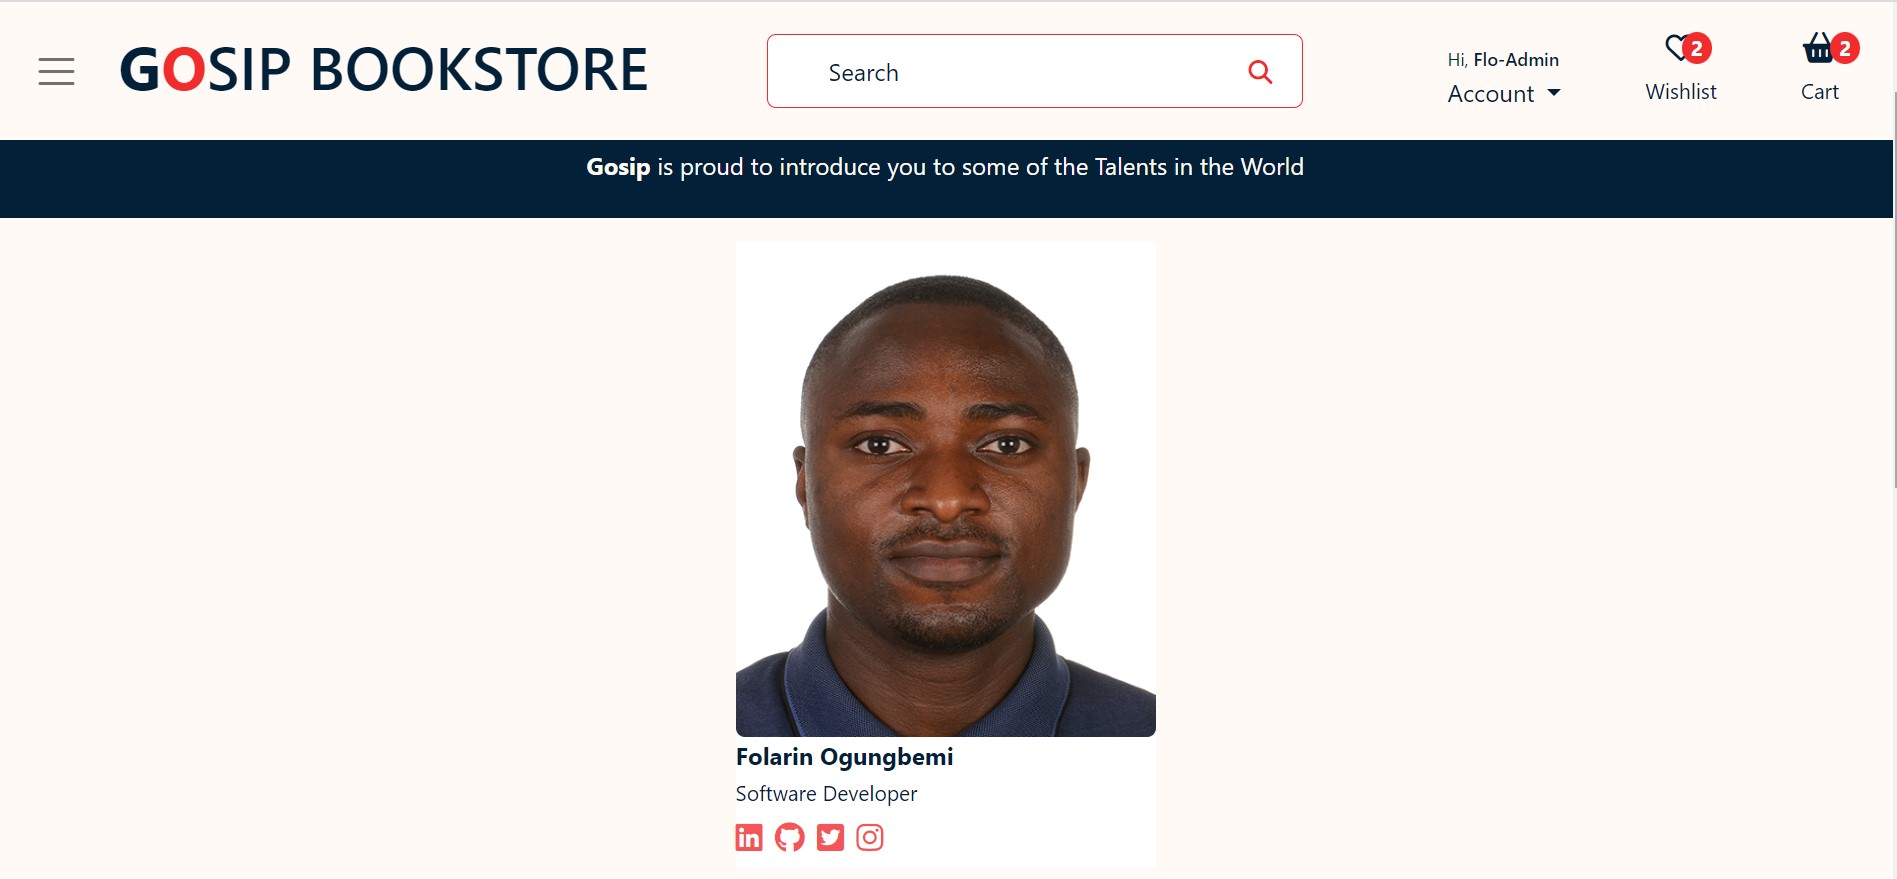 GOSIP BOOKSTORE
Search
Hi, Flo-Admin
Account
2
Wishlist
2
Cart
Gosip is proud to introduce you to some of the Talents in the World
Folarin Ogungbemi
Software Developer
in